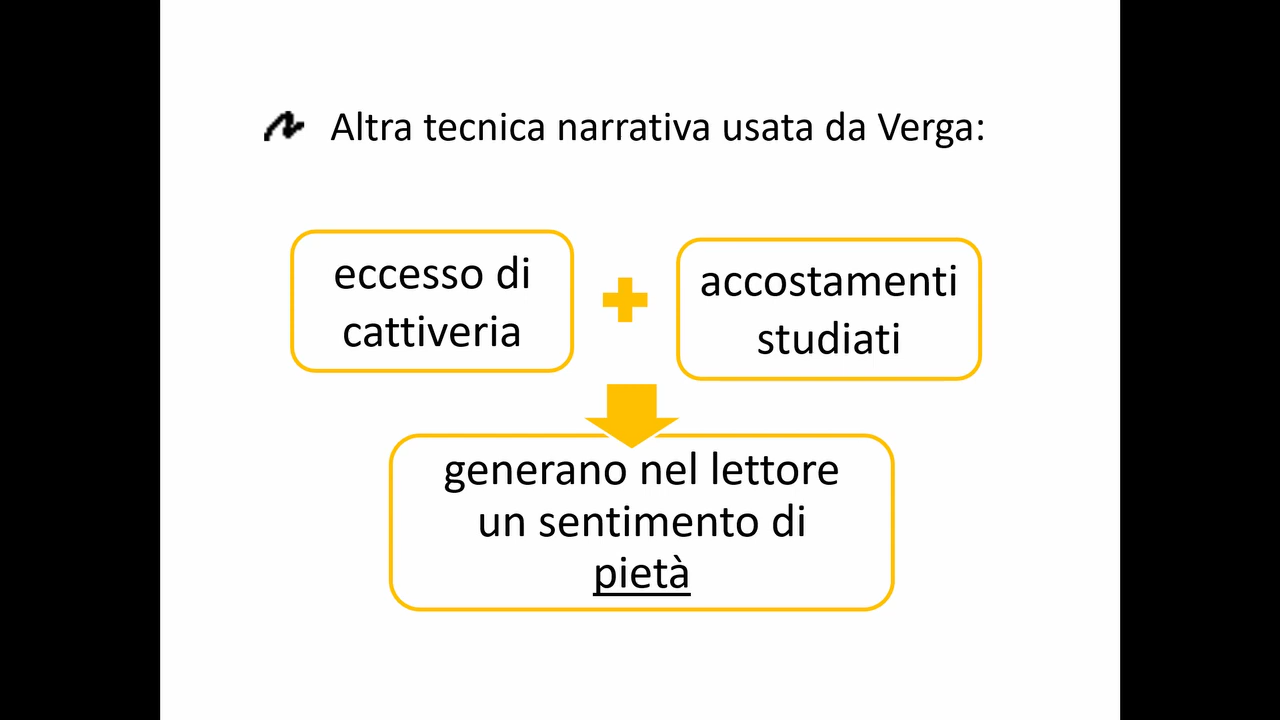 Altra tecnica narrativa usata da Verga:
eccesso di
cattiveria
accostamenti
studiati
generano nel lettore
un sentimento di
pietà